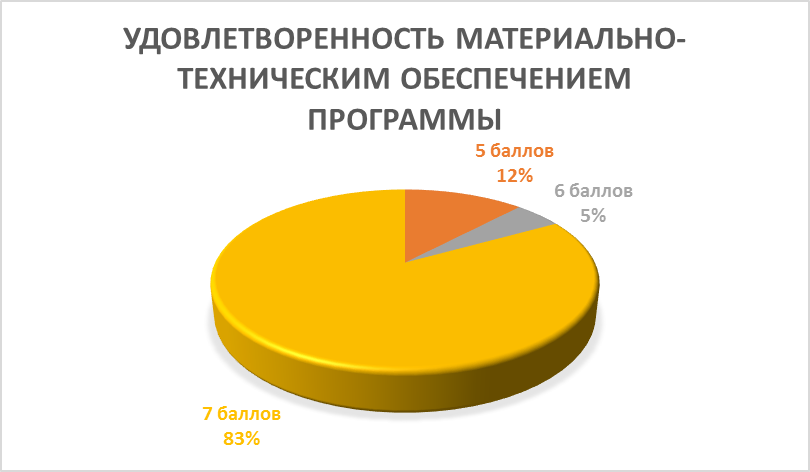 УДОВЛЕТВОРЕННОСТЬ МАТЕРИАЛЬНО-
ТЕХНИЧЕСКИМ ОБЕСПЕЧЕНИЕМ
ПРОГРАММЫ
5 баллов
12%
6 баллов
5%
7 баллов
83%